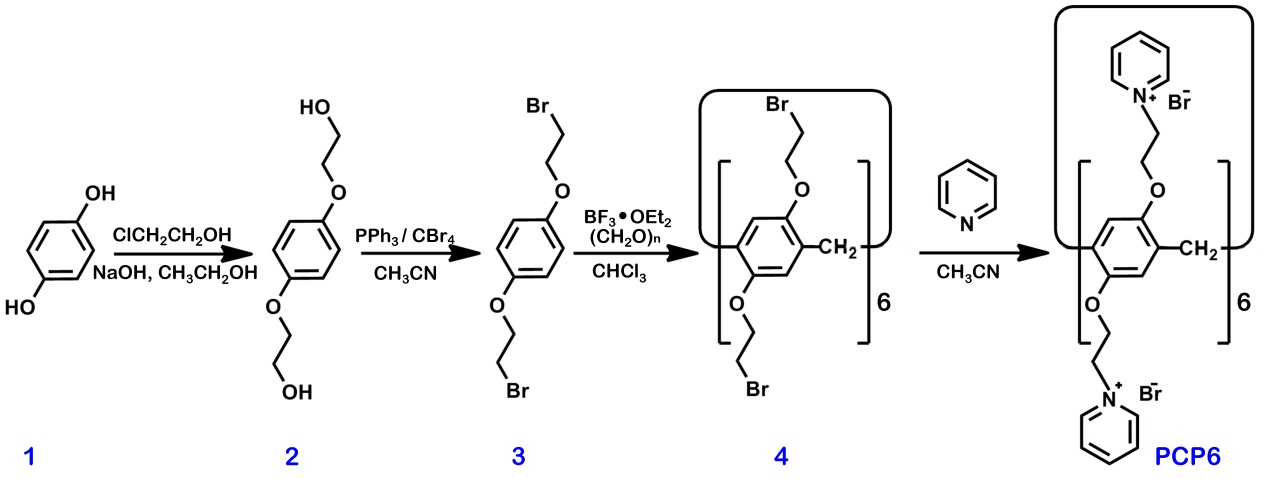 OH
HO
ClCH₂CH₂OH
NaOH, CH₃CH₂OH
HO
O
O
OH
PPh₃ / CBr₄
CH₃CN
Br
O
O
Br
BF₃•OEt₂
(CH₂O)ₙ
CHCl₃
Br
O
CH₂
O
6
Br
N
CH₃CN
N⁺ Br⁻
O
CH₂
O
6
N⁺ Br⁻
1 2 3 4 PCP6